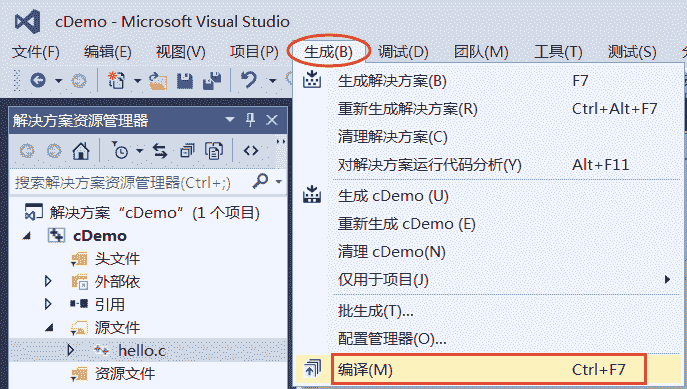 cDemo - Microsoft Visual Studio
文件(F) 编辑(E) 视图(V) 项目(P) 生成(B) 调试(D) 团队(M) 工具(T) 测试(S)
解决方案资源管理器
搜索解决方案资源管理器(Ctrl+;)
解决方案“cDemo”(1 个项目)
cDemo
头文件
外部依
引用
源文件
hello.c
资源文件
生成解决方案(B) F7
重新生成解决方案(R) Ctrl+Alt+F7
清理解决方案(C)
对解决方案运行代码分析(Y) Alt+F11
生成 cDemo (U)
重新生成 cDemo (E)
清理 cDemo(N)
仅用于项目(J)
批生成(T)...
配置管理器(O)...
编译(M) Ctrl+F7